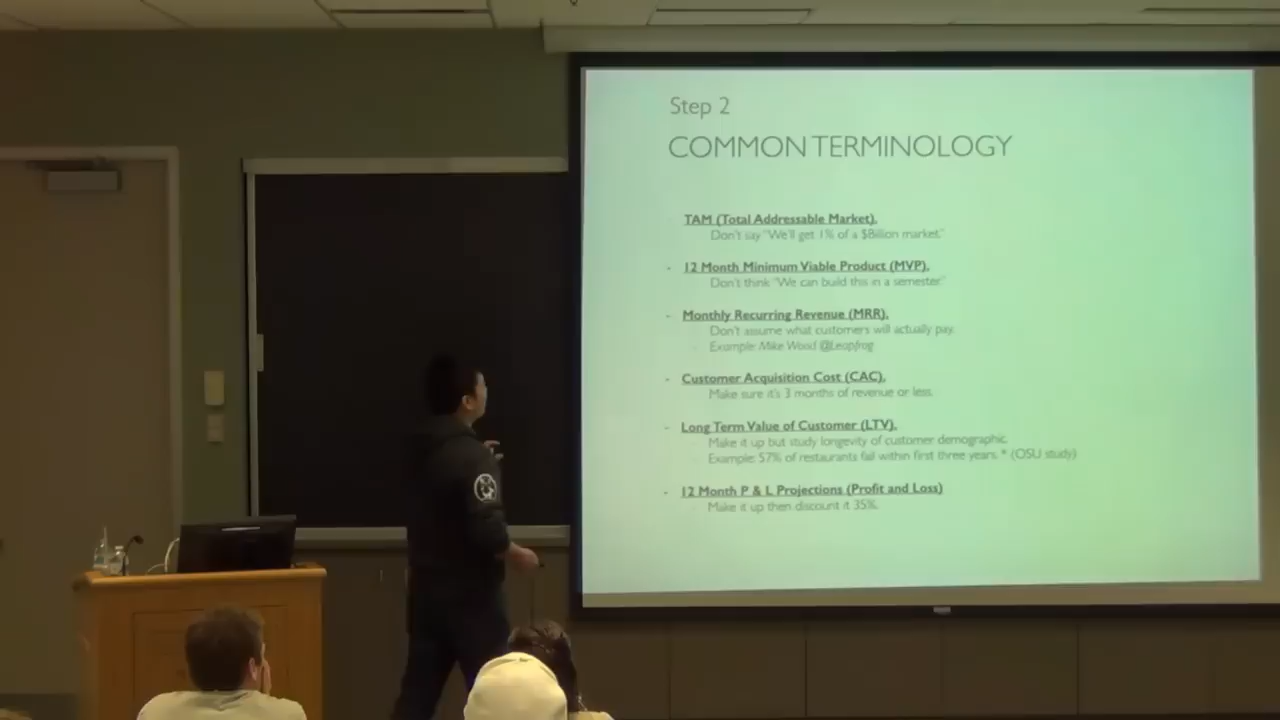 Step 2
COMMON TERMINOLOGY
- TAM (Total Addressable Market).
Don't say "We'll get 1% of a $Billion market."
- 12 Month Minimum Viable Product (MVP).
Don't think "We can build this in a semester."
- Monthly Recurring Revenue (MRR).
- Don't assume what customers will actually pay.
- Example: Mike Wood @Leapfrog
- Customer Acquisition Cost (CAC).
Make sure it's 3 months of revenue or less.
- Long Term Value of Customer (LTV).
- Make it up but study longevity of customer demographic.
- Example: 57% of restaurants fail within first three years. * (OSU study)
- 12 Month P & L Projections (Profit and Loss)
- Make it up then discount it 35%.